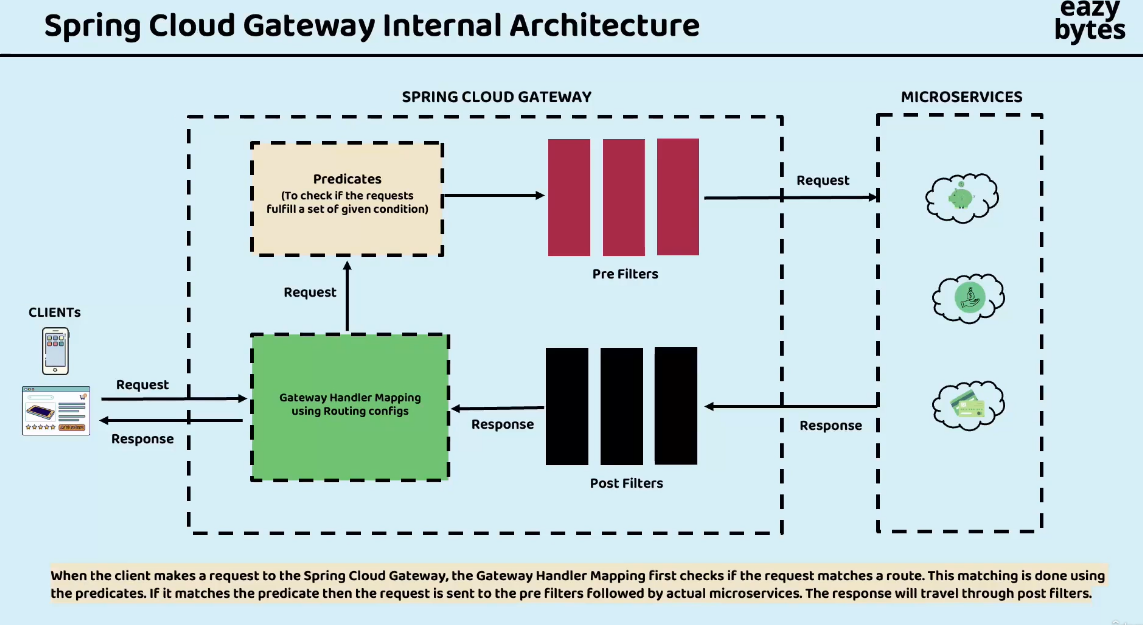 Spring Cloud Gateway Internal Architecture
eazy
bytes
SPRING CLOUD GATEWAY
MICROSERVICES
Predicates
(To check if the requests
fulfill a set of given condition)
Request
Pre Filters
Request
CLIENTs
Request
Response
Gateway Handler Mapping
using Routing configs
Response
Post Filters
Response
When the client makes a request to the Spring Cloud Gateway, the Gateway Handler Mapping first checks if the request matches a route. This matching is done using
the predicates. If it matches the predicate then the request is sent to the pre filters followed by actual microservices. The response will travel through post filters.